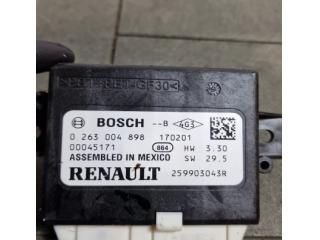 BOSCH --B 4G3
0 263 004 898 170201
00045171 864 HW 3.30
ASSEMBLED IN MEXICO SW 29.5
RENAULT 259903043R